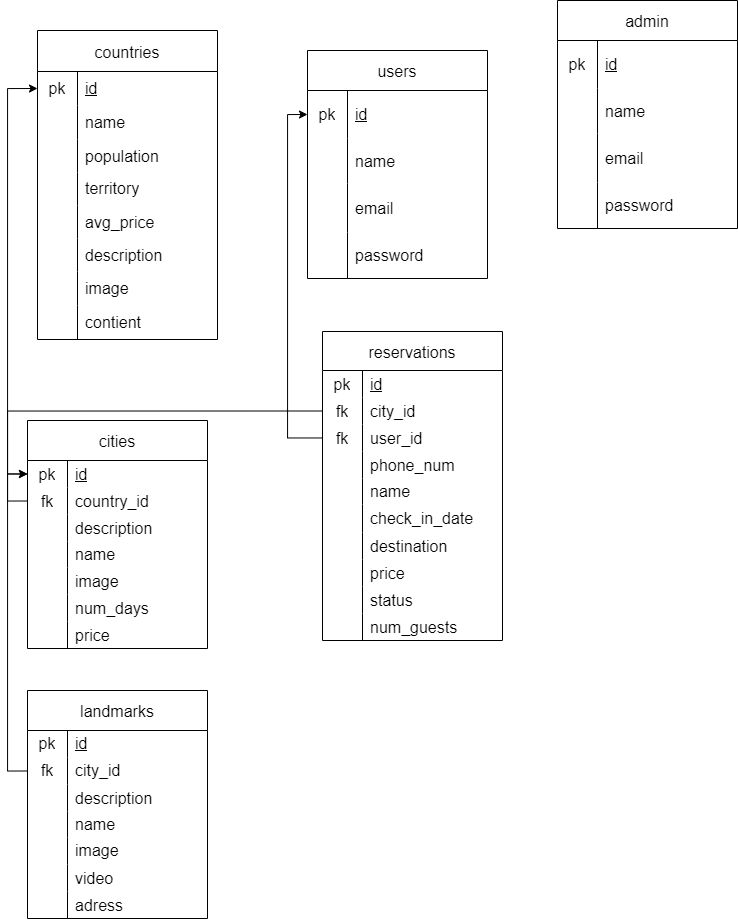 countries
pk id
name
population
territory
avg_price
description
image
contient
users
pk id
name
email
password
admin
pk id
name
email
password
reservations
pk id
fk city_id
fk user_id
phone_num
name
check_in_date
destination
price
status
num_guests
cities
pk id
fk country_id
description
name
image
num_days
price
landmarks
pk id
fk city_id
description
name
image
video
adress